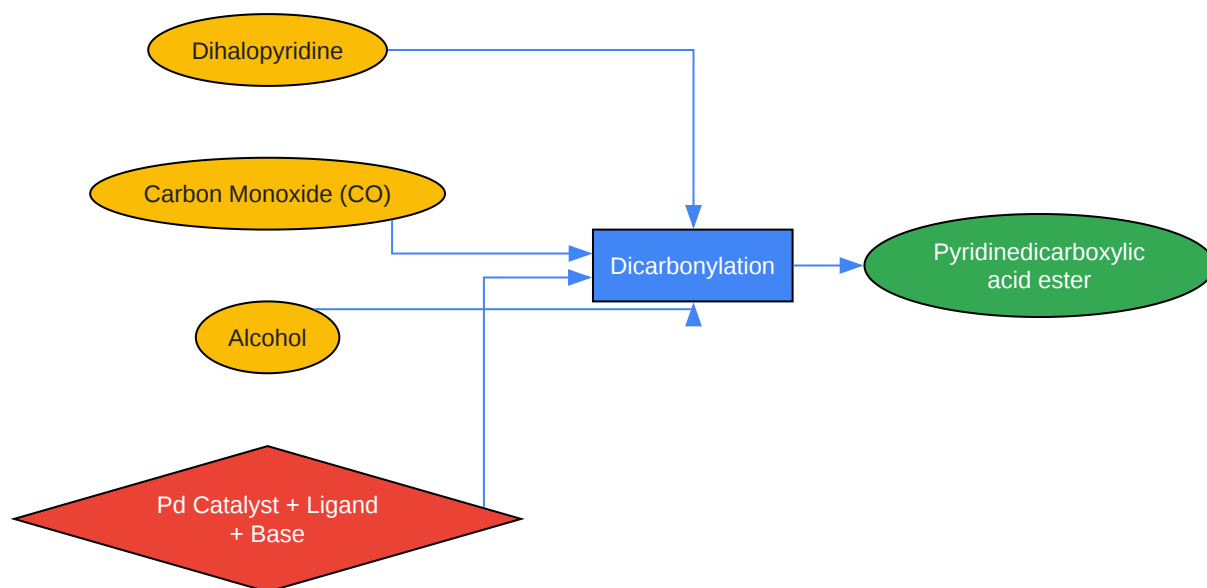 Dihalopyridine
Carbon Monoxide (CO)
Alcohol
Pd Catalyst + Ligand
+ Base
Dicarbonylation
Pyridinedicarboxylic
acid ester